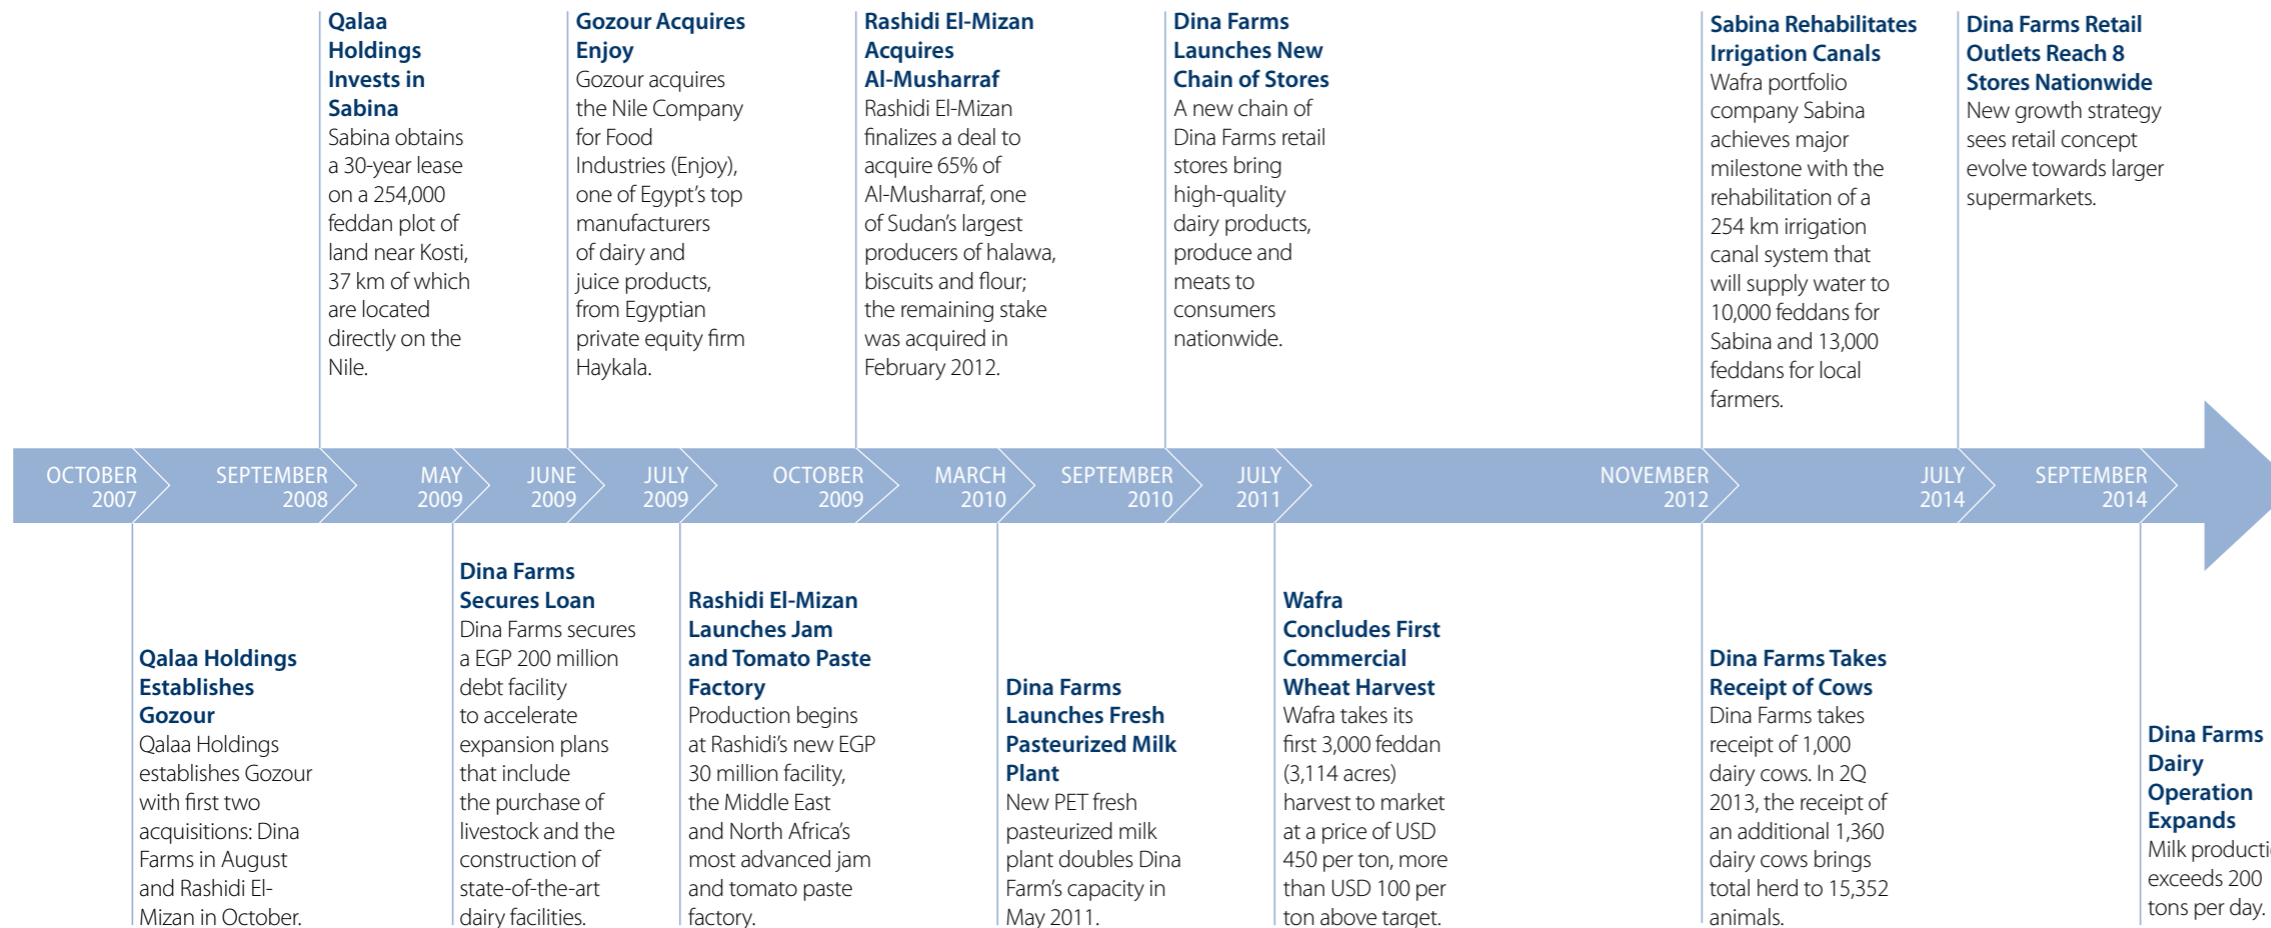 Qalaa
Holdings
Invests in
Sabina
Sabina obtains
a 30-year lease
on a 254,000
feddan plot of
land near Kosti,
37 km of which
are located
directly on the
Nile.
Gozour Acquires
Enjoy
Gozour acquires
the Nile Company
for Food
Industries (Enjoy),
one of Egypt’s top
manufacturers
of dairy and
juice products,
from Egyptian
private equity firm
Haykala.
Rashidi El-Mizan
Acquires
Al-Musharraf
Rashidi El-Mizan
finalizes a deal to
acquire 65% of
Al-Musharraf, one
of Sudan’s largest
producers of halawa,
biscuits and flour;
the remaining stake
was acquired in
February 2012.
Dina Farms
Launches New
Chain of Stores
A new chain of
Dina Farms retail
stores bring
high-quality
dairy products,
produce and
meats to
consumers
nationwide.
Sabina Rehabilitates
Irrigation Canals
Wafra portfolio
company Sabina
achieves major
milestone with the
rehabilitation of a
254 km irrigation
canal system that
will supply water to
10,000 feddans for
Sabina and 13,000
feddans for local
farmers.
Dina Farms Retail
Outlets Reach 8
Stores Nationwide
New growth strategy
sees retail concept
evolve towards larger
supermarkets.
OCTOBER
2007
SEPTEMBER
2008
MAY
2009
JUNE
2009
JULY
2009
OCTOBER
2009
MARCH
2010
SEPTEMBER
2010
JULY
2011
NOVEMBER
2012
JULY
2014
SEPTEMBER
2014
Qalaa Holdings
Establishes
Gozour
Qalaa Holdings
establishes Gozour
with first two
acquisitions: Dina
Farms in August
and Rashidi El-
Mizan in October.
Dina Farms
Secures Loan
Dina Farms secures
a EGP 200 million
debt facility
to accelerate
expansion plans
that include
the purchase of
livestock and the
construction of
state-of-the-art
dairy facilities.
Rashidi El-Mizan
Launches Jam
and Tomato Paste
Factory
Production begins
at Rashidi’s new EGP
30 million facility,
the Middle East
and North Africa’s
most advanced jam
and tomato paste
factory.
Dina Farms
Launches Fresh
Pasteurized Milk
Plant
New PET fresh
pasteurized milk
plant doubles Dina
Farm’s capacity in
May 2011.
Wafra
Concludes First
Commercial
Wheat Harvest
Wafra takes its
first 3,000 feddan
(3,114 acres)
harvest to market
at a price of USD
450 per ton, more
than USD 100 per
ton above target.
Dina Farms Takes
Receipt of Cows
Dina Farms takes
receipt of 1,000
dairy cows. In 2Q
2013, the receipt of
an additional 1,360
dairy cows brings
total herd to 15,352
animals.
Dina Farms
Dairy
Operation
Expands
Milk producti
exceeds 200
tons per day.